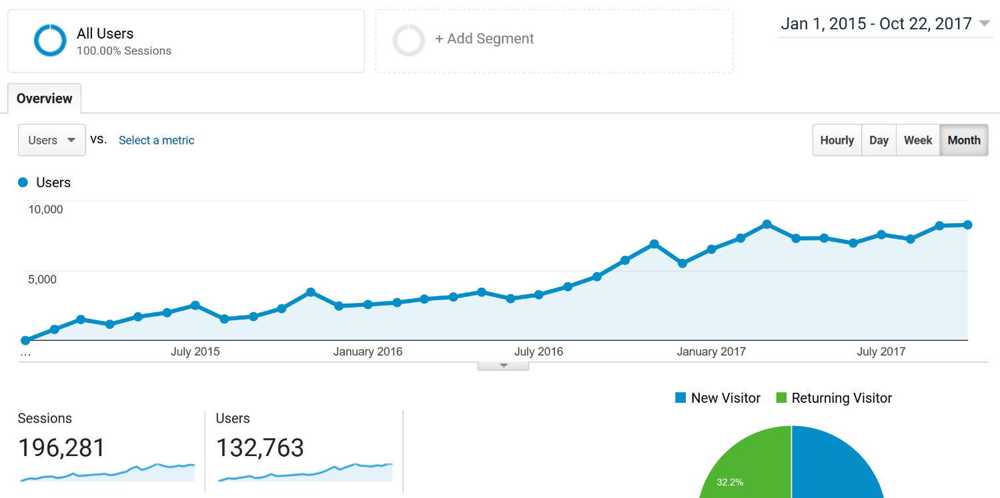 All Users
100.00% Sessions
+ Add Segment
Jan 1, 2015 - Oct 22, 2017
Overview
Users
VS.
Select a metric
Hourly
Day
Week
Month
Users
10,000
5,000
...
July 2015
January 2016
July 2016
January 2017
July 2017
New Visitor
Returning Visitor
Sessions
196,281
Users
132,763
32.2%